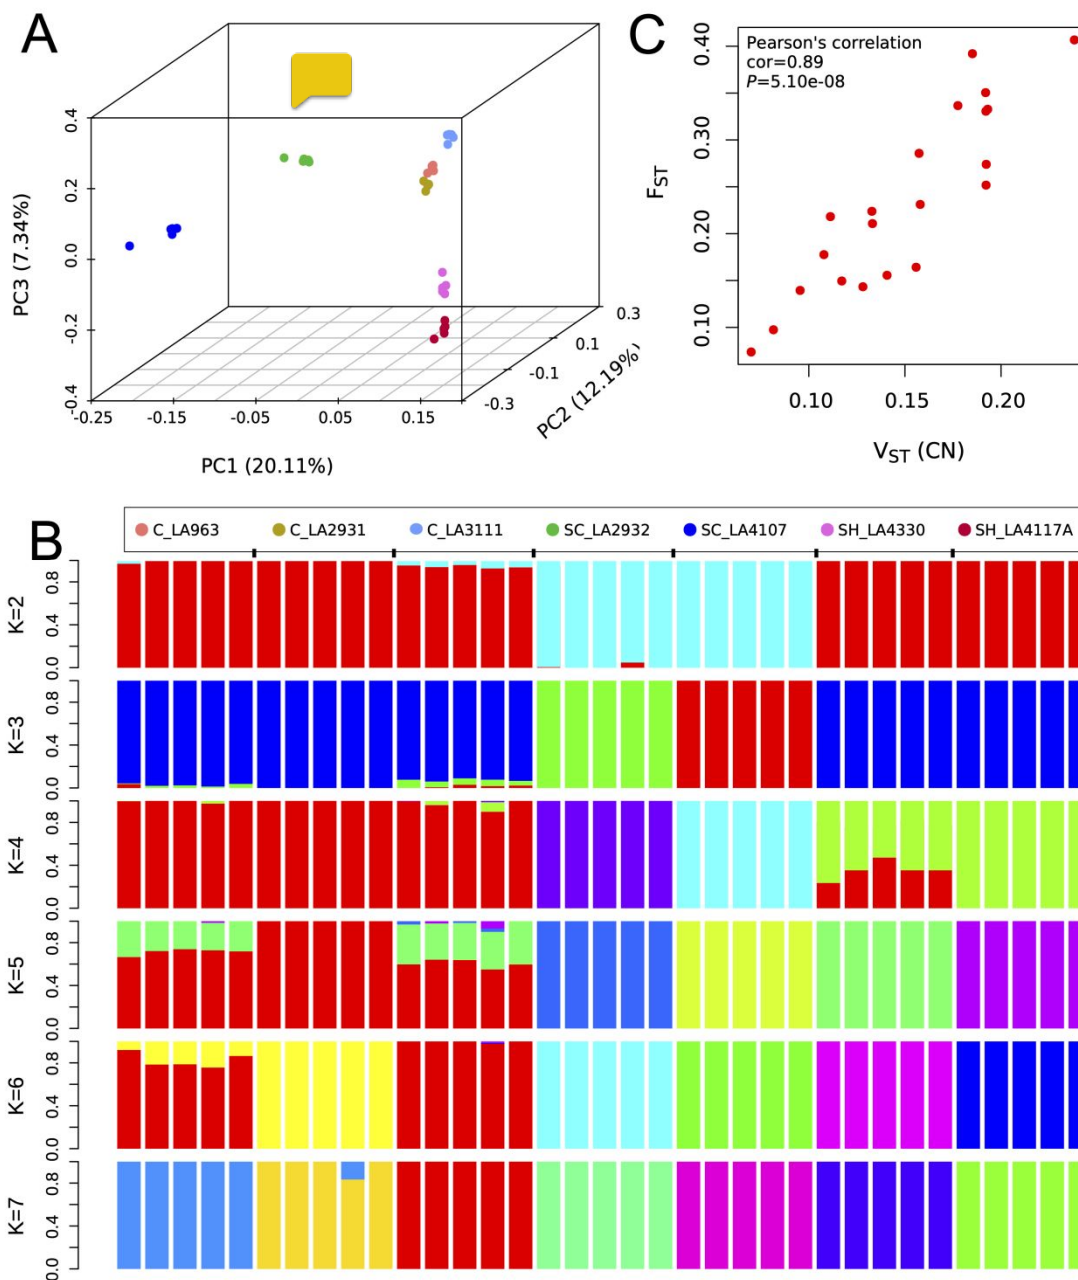 A
0.4
0.2
0.0
-0.2
-0.4
PC3 (7.34%)
-0.25
-0.15
-0.05
0.05
0.15
PC1 (20.11%)
-0.3
-0.1
0.1
0.3
PC2 (12.19%)
C
Pearson's correlation
cor=0.89
P=5.10e-08
0.40
0.30
0.20
0.10
FST
0.10
0.15
0.20
VST (CN)
B
C_LA963
C_LA2931
C_LA3111
SC_LA2932
SC_LA4107
SH_LA4330
SH_LA4117A
K=2
0.8
0.4
0.0
K=3
0.8
0.4
0.0
K=4
0.8
0.4
0.0
K=5
0.8
0.4
0.0
K=6
0.8
0.4
0.0
K=7
0.8
0.4
0.0